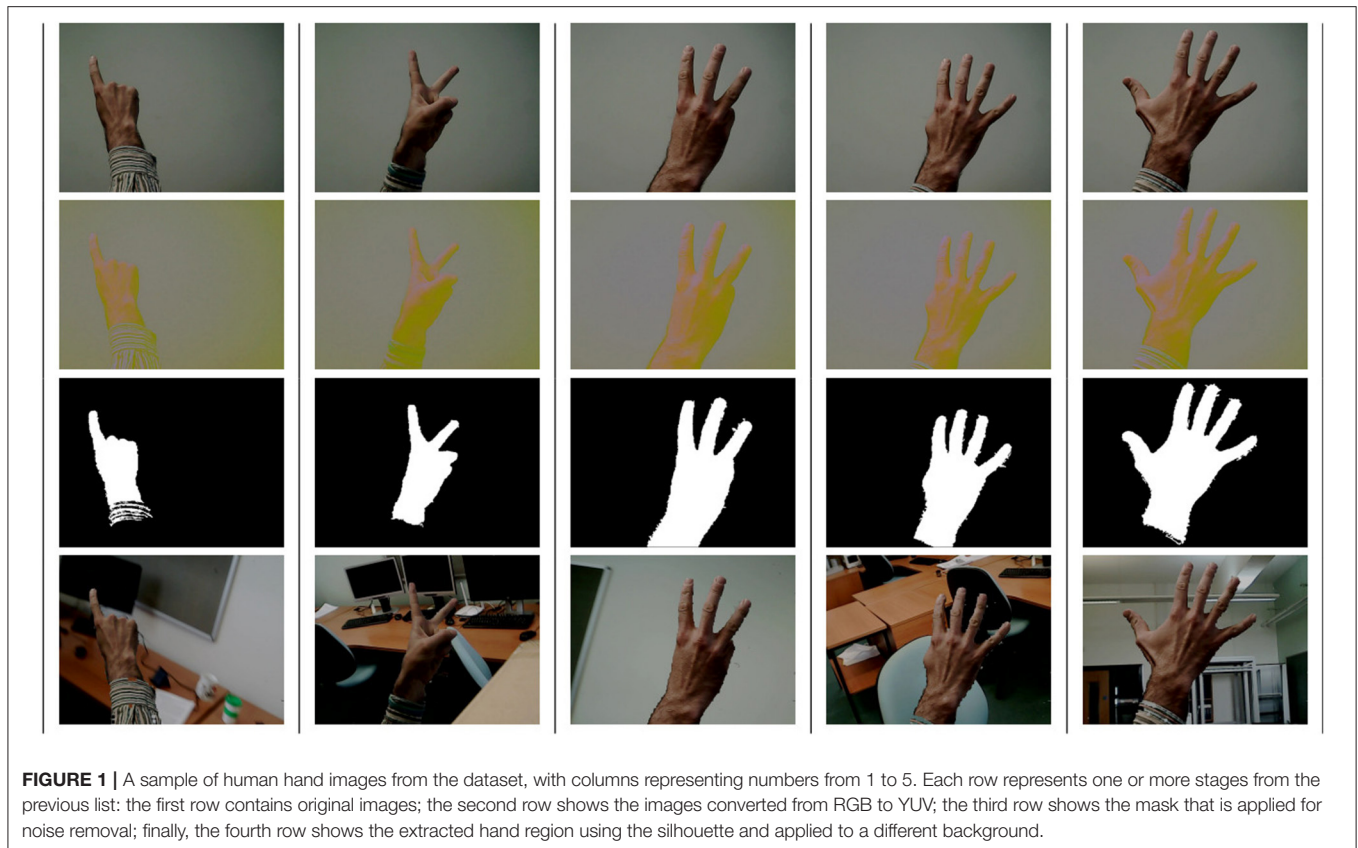 FIGURE 1 | A sample of human hand images from the dataset, with columns representing numbers from 1 to 5. Each row represents one or more stages from the
previous list: the first row contains original images; the second row shows the images converted from RGB to YUV; the third row shows the mask that is applied for
noise removal; finally, the fourth row shows the extracted hand region using the silhouette and applied to a different background.